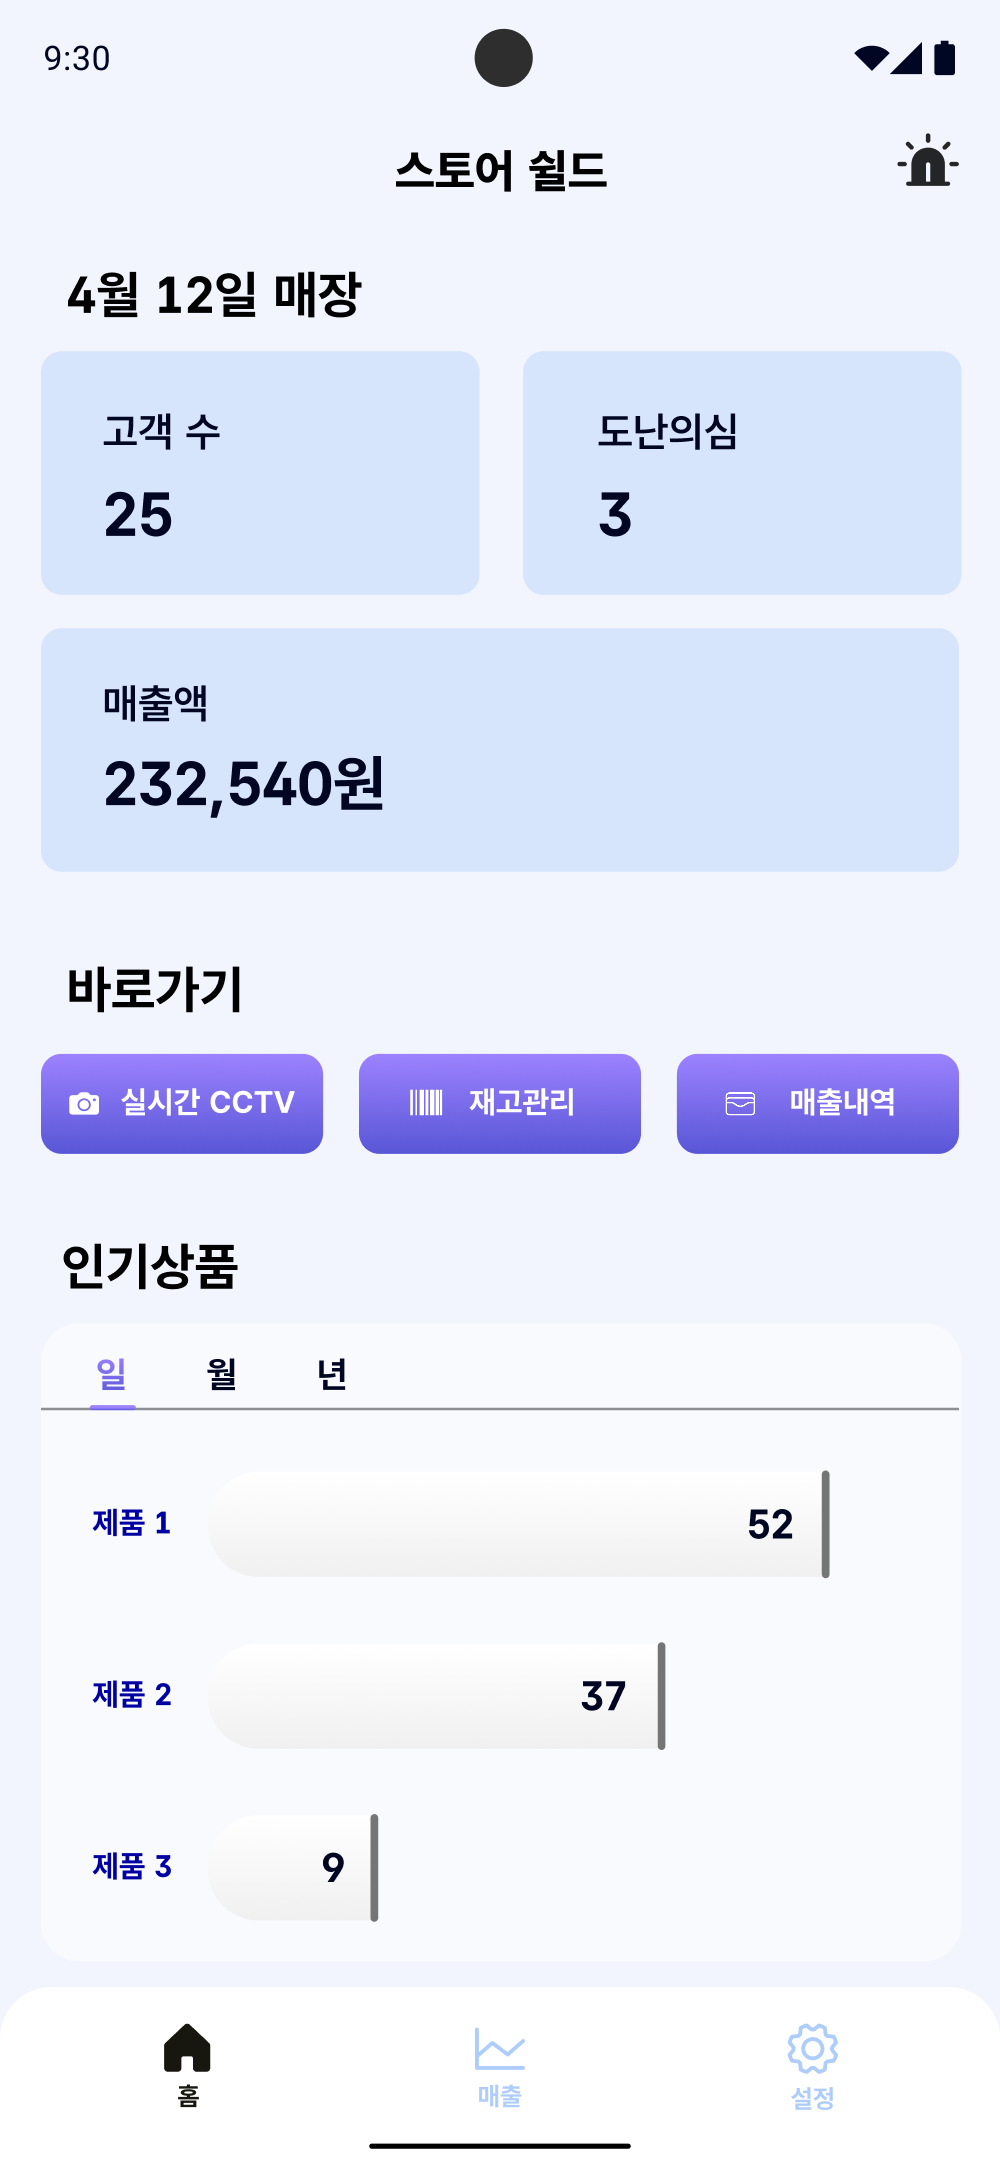 9:30
스토어 쉴드
4월 12일 매장
고객 수
25
도난의심
3
매출액
232,540원
바로가기
실시간 CCTV
재고관리
매출내역
인기상품
일 월 년
제품 1
52
제품 2
37
제품 3
9
홈
매출
설정